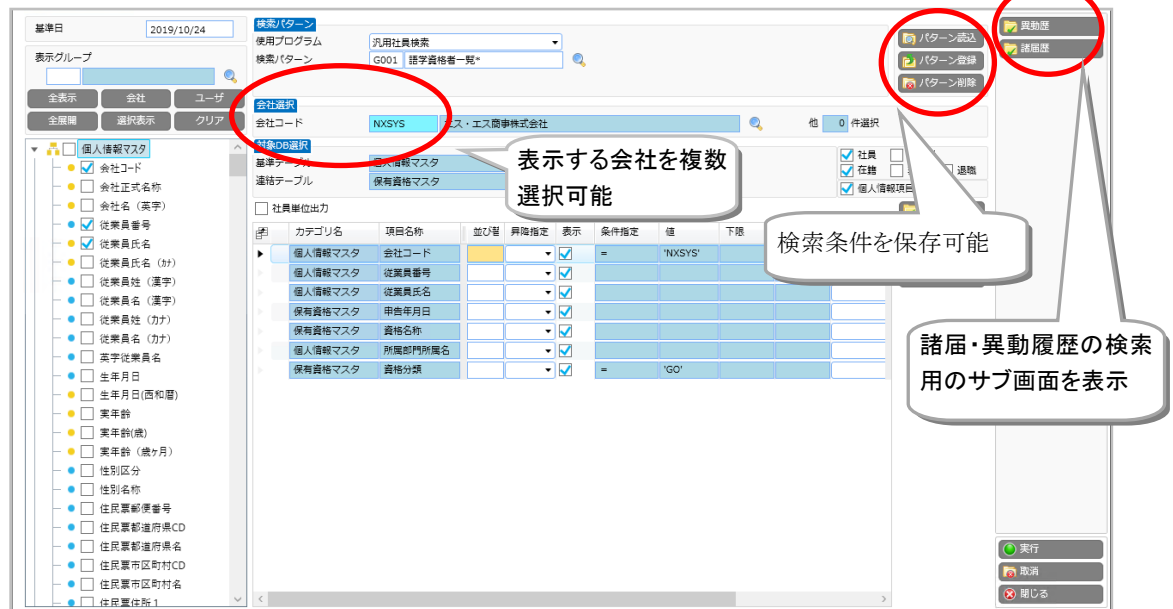 基準日 2019/10/24
表示グループ
全表示 会社 ユーザ
全展開 選択表示 クリア
個人情報マスタ
会社コード
会社正式名称
会社名（英字）
従業員番号
従業員氏名
従業員氏名（カナ）
従業員姓（漢字）
従業員名（漢字）
従業員姓（カナ）
従業員名（カナ）
英字従業員名
生年月日
生年月日(西和暦)
実年齢
実年齢(歳)
実年齢（歳ヶ月）
性別区分
性別名称
住民票郵便番号
住民票都道府県CD
住民票都道府県名
住民票市区町村CD
住民票市区町村名
住民票住所1
検索パターン
使用プログラム 汎用社員検索
検索パターン G001 語学資格者一覧*
パターン読込
パターン登録
パターン削除
会社選択
会社コード NXSYS エス・エス商事株式会社 他 0 件選択
対象DB選択
基準テーブル 個人情報マスタ
連結テーブル 保有資格マスタ
社員
在籍 退職
個人情報項目
社員単位出力
カテゴリ名 項目名称 並び替 昇降指定 表示 条件指定 値 下限
個人情報マスタ 会社コード = 'NXSYS'
個人情報マスタ 従業員番号
個人情報マスタ 従業員氏名
保有資格マスタ 申告年月日
保有資格マスタ 資格名称
個人情報マスタ 所属部門所属名
保有資格マスタ 資格分類 = 'GO'
表示する会社を複数
選択可能
検索条件を保存可能
異動歴
諸届歴
諸届・異動履歴の検索
用のサブ画面を表示
実行
取消
閉じる